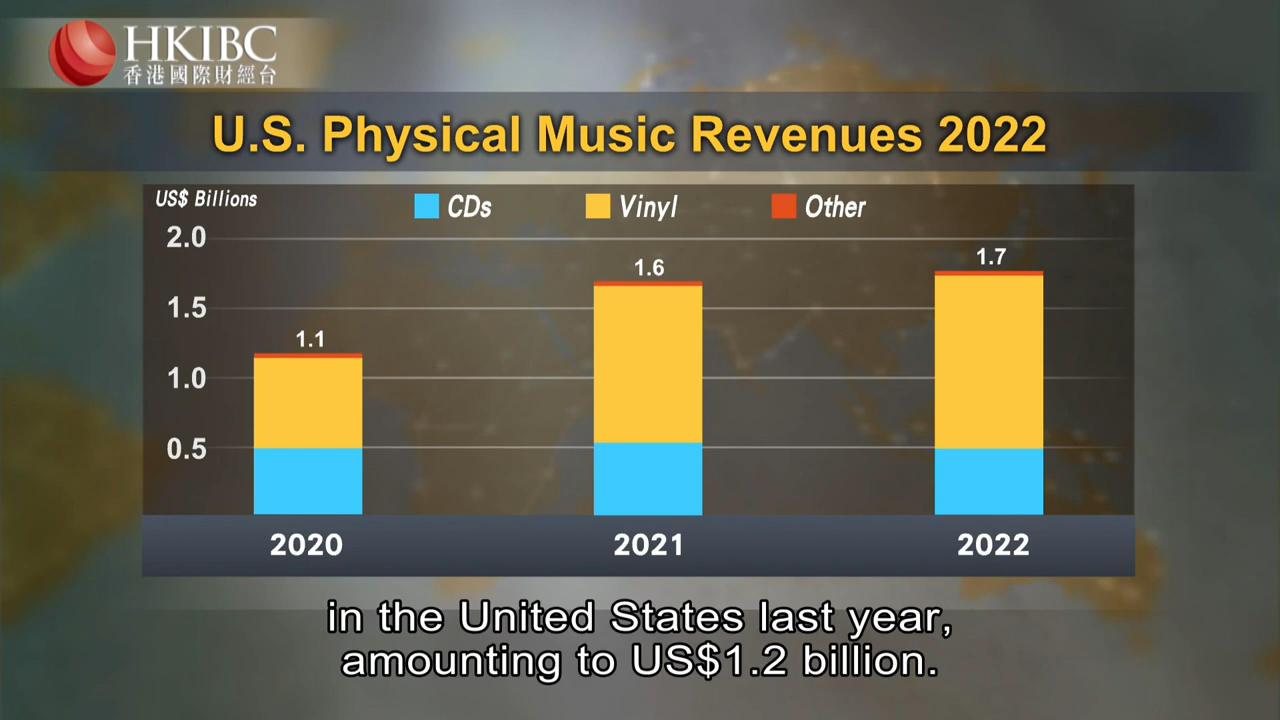 HKIBC
香港國際財經台
U.S. Physical Music Revenues 2022
US$ Billions
CDs Vinyl Other
2.0
1.5
1.0
0.5
1.1
1.6
1.7
2020 2021 2022
in the United States last year,
amounting to US$1.2 billion.